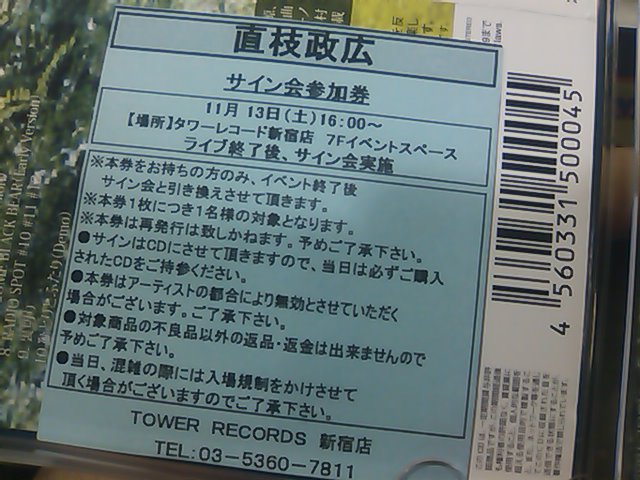 直枝政広
サイン会参加券
11月 13日(土)16:00～
【場所】タワーレコード新宿店 7Fイベントスペース
ライブ終了後、サイン会実施
※本券をお持ちの方のみ、イベント終了後
サイン会と引き換えさせて頂きます。
※本券1枚につき1名様の対象となります。
※本券は再発行は致しかねます。予めご了承下さい。
●サインはCDにさせて頂きますので、当日は必ずご購入
されたCDをご持参ください。
●本券はアーティストの都合により無効とさせていただく
場合がございます。ご了承下さい。
●対象商品の不良品以外の返品・返金は出来ませんので
予めご了承下さい。
●当日、混雑の際には入場規制をかけさせて
頂く場合がございますのでご了承下さい。
TOWER RECORDS 新宿店
TEL:03-5360-7811
4 560331 500045
8. RADIO SPOT #10 #11 #1
(Early Version)
(Demo)